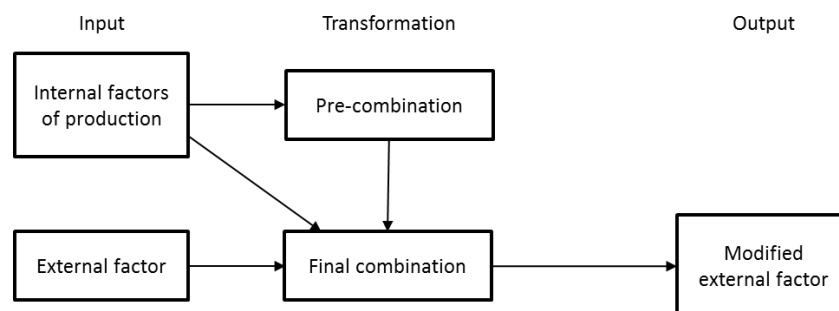 Input
Transformation
Output
Internal factors
of production
Pre-combination
External factor
Final combination
Modified
external factor